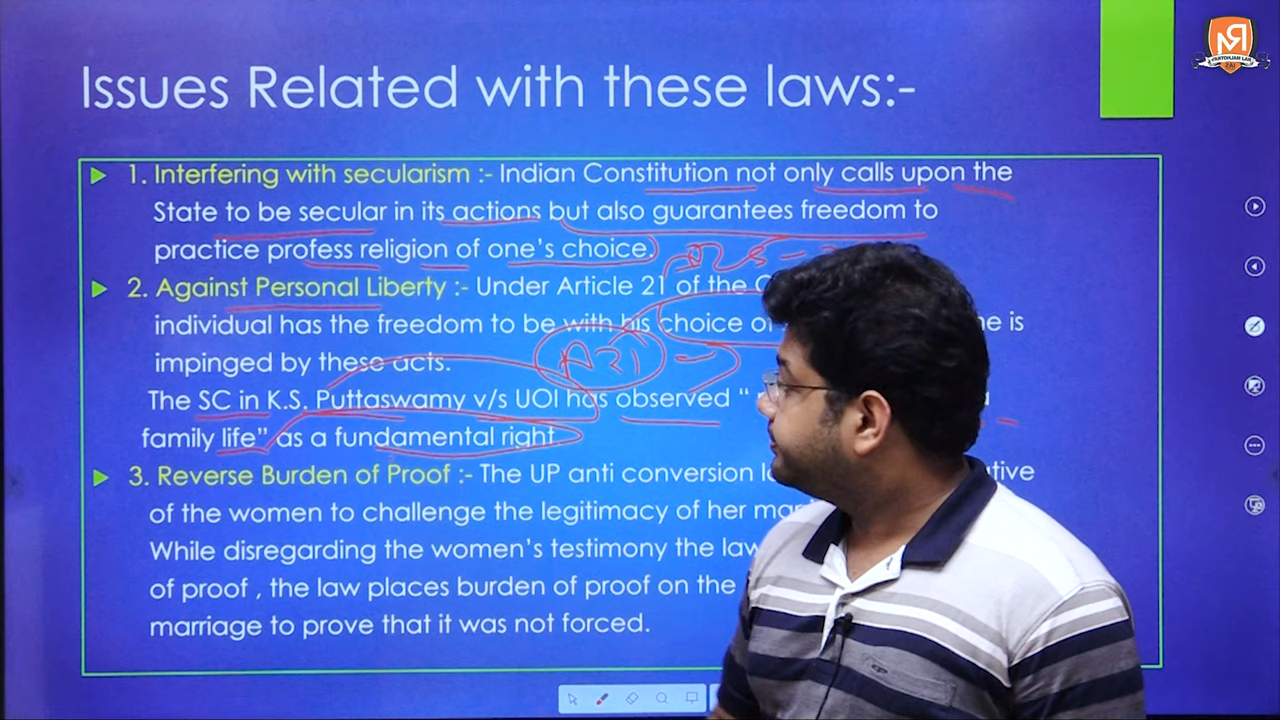 Issues Related with these laws:-
1. Interfering with secularism :- Indian Constitution not only calls upon the
State to be secular in its actions but also guarantees freedom to
practice profess religion of one's choice.
2. Against Personal Liberty :- Under Article 21 of the
individual has the freedom to be with his choice of is
impinged by these acts.
A21
The SC in K.S. Puttaswamy v/s UOI has observed "
family life" as a fundamental right
3. Reverse Burden of Proof :- The UP anti conversion
of the women to challenge the legitimacy of her
While disregarding the women's testimony the law
of proof , the law places burden of proof on the
marriage to prove that it was not forced.